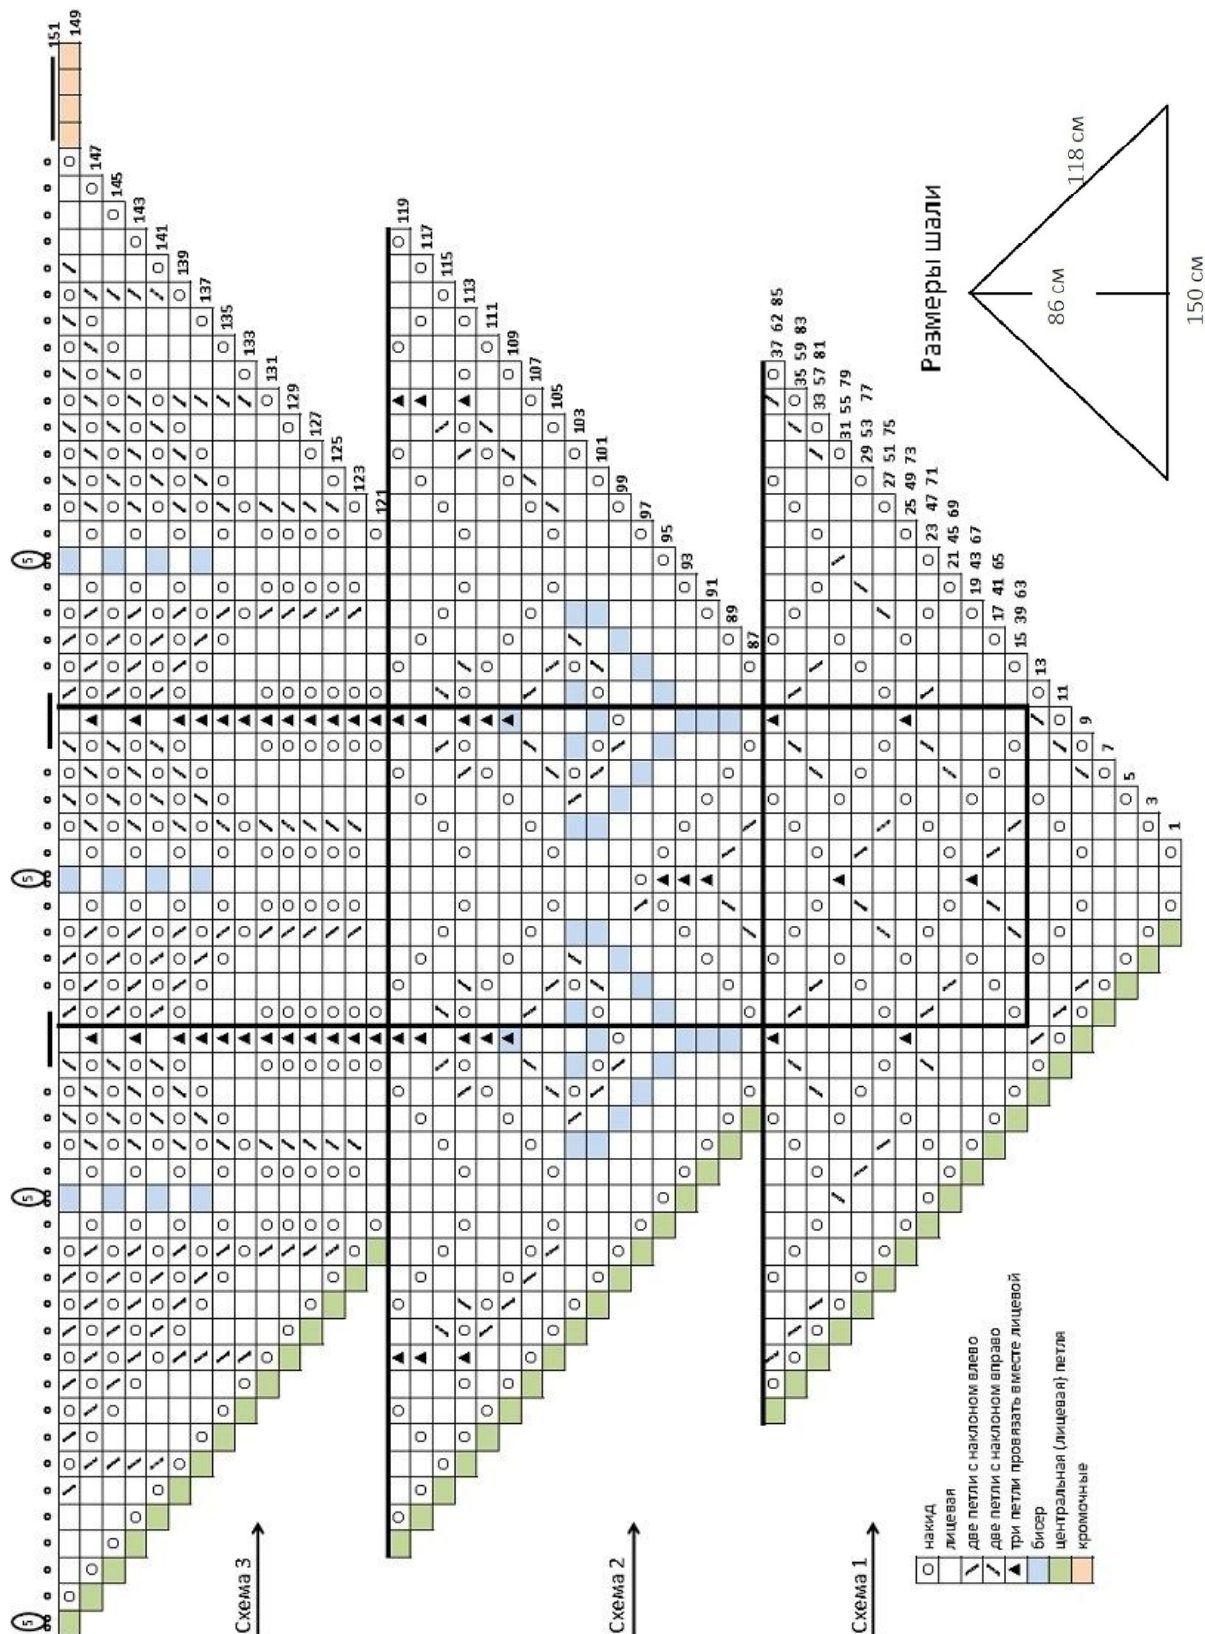 151
149
147
145
143
141
139
137
135
133
131
129
127
125
123
121
119
117
115
113
111
109
107
105
103
101
99
97
95
93
91
89
87
37 62 85
35 59 83
33 57 81
31 55 79
29 53 77
27 51 75
25 49 73
23 47 71
21 45 69
19 43 67
17 41 65
15 39 63
13
11
9
7
5
3
1
5
5
5
5
Схема 3
Схема 2
Схема 1
накид
лицевая
две петли с наклоном влево
две петли с наклоном вправо
три петли провязать вместе лицевой
бисер
центральная (лицевая) петля
кромочные
Размеры шали
118 см
86 см
150 см